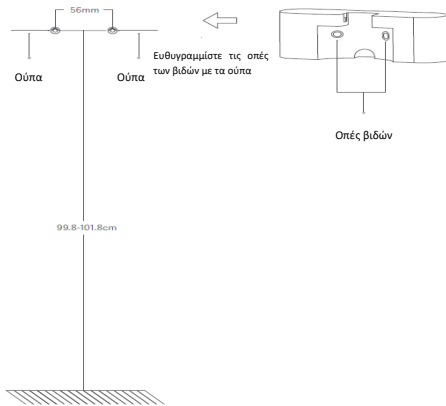 56mm
Ευθυγραμμίστε τις οπές
των βιδών με τα ούπα
Ούπα
Ούπα
Οπές βιδών
99.8-101.8cm